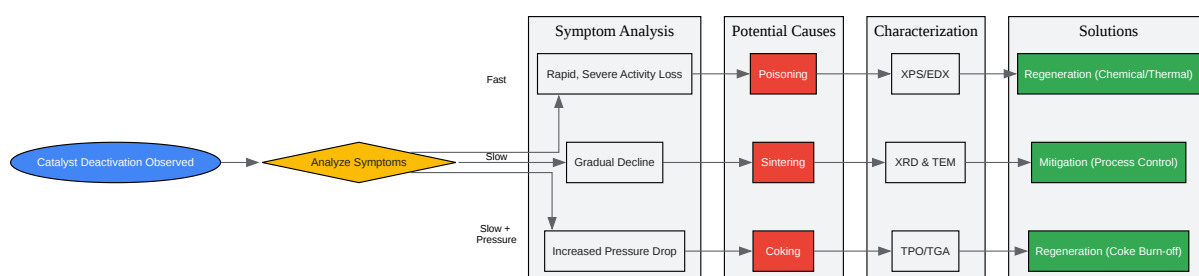 Symptom Analysis
Potential Causes
Characterization
Solutions
Fast
Rapid, Severe Activity Loss
Poisoning
XPS/EDX
Regeneration (Chemical/Thermal)
Catalyst Deactivation Observed
Analyze Symptoms
Slow
Gradual Decline
Sintering
XRD & TEM
Mitigation (Process Control)
Slow +
Pressure
Increased Pressure Drop
Coking
TPO/TGA
Regeneration (Coke Burn-off)